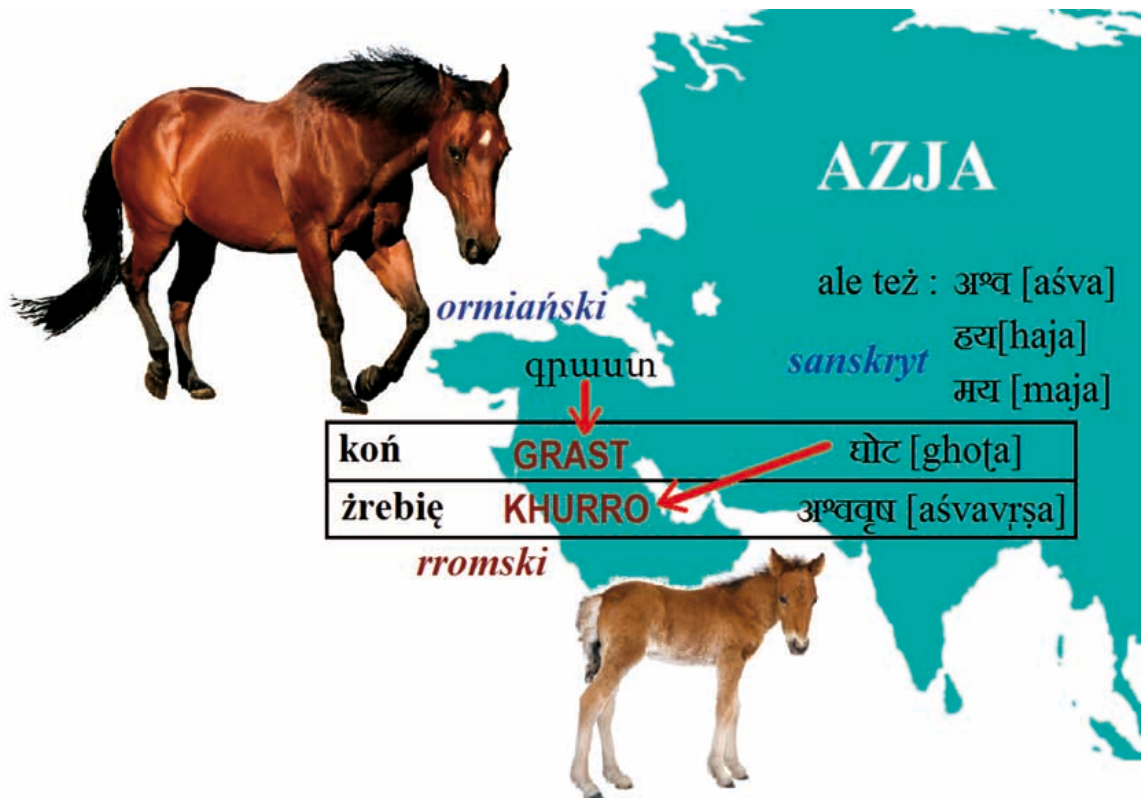 AZJA
ale też : अश्व [aśva]
हय[haja]
मय [maja]
ormiański
sanskryt
գրաստ
koń GRAST घोट [ghoṭa]
żrebię KHURRO अश्ववृष [aśvavṛṣa]
rromski